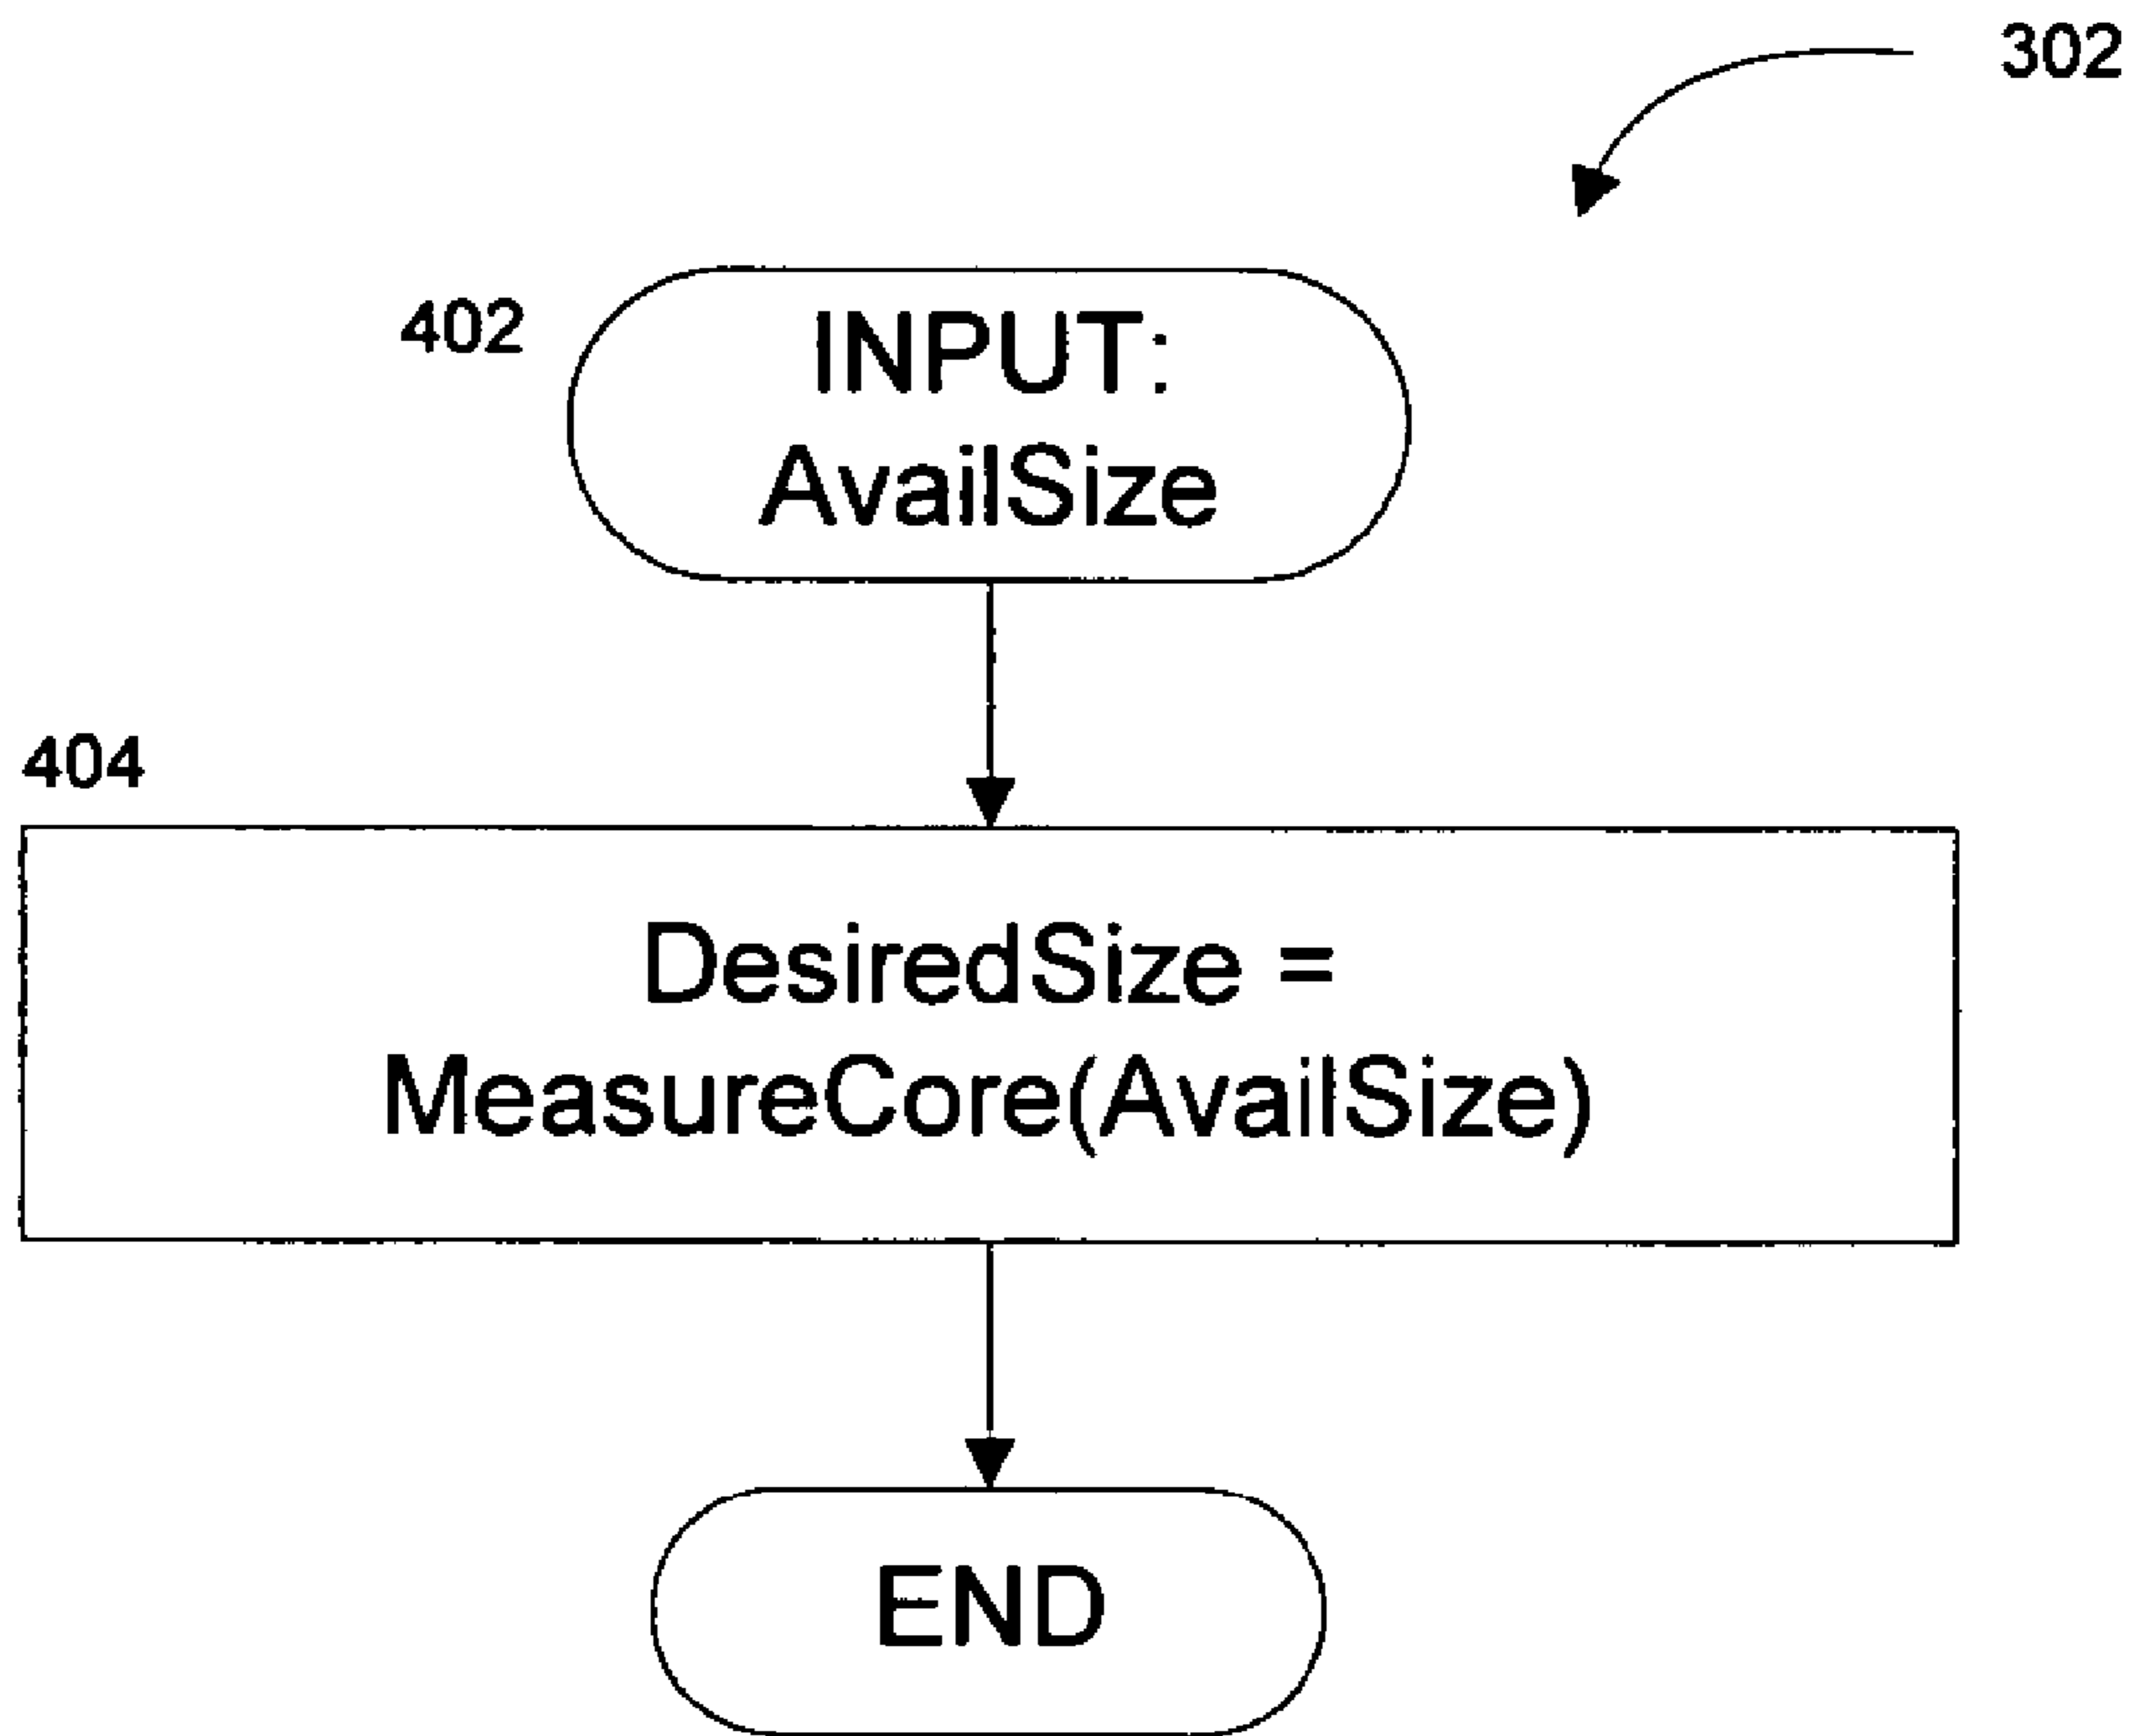 302
402
INPUT:
AvailSize
404
DesiredSize =
MeasureCore(AvailSize)
END